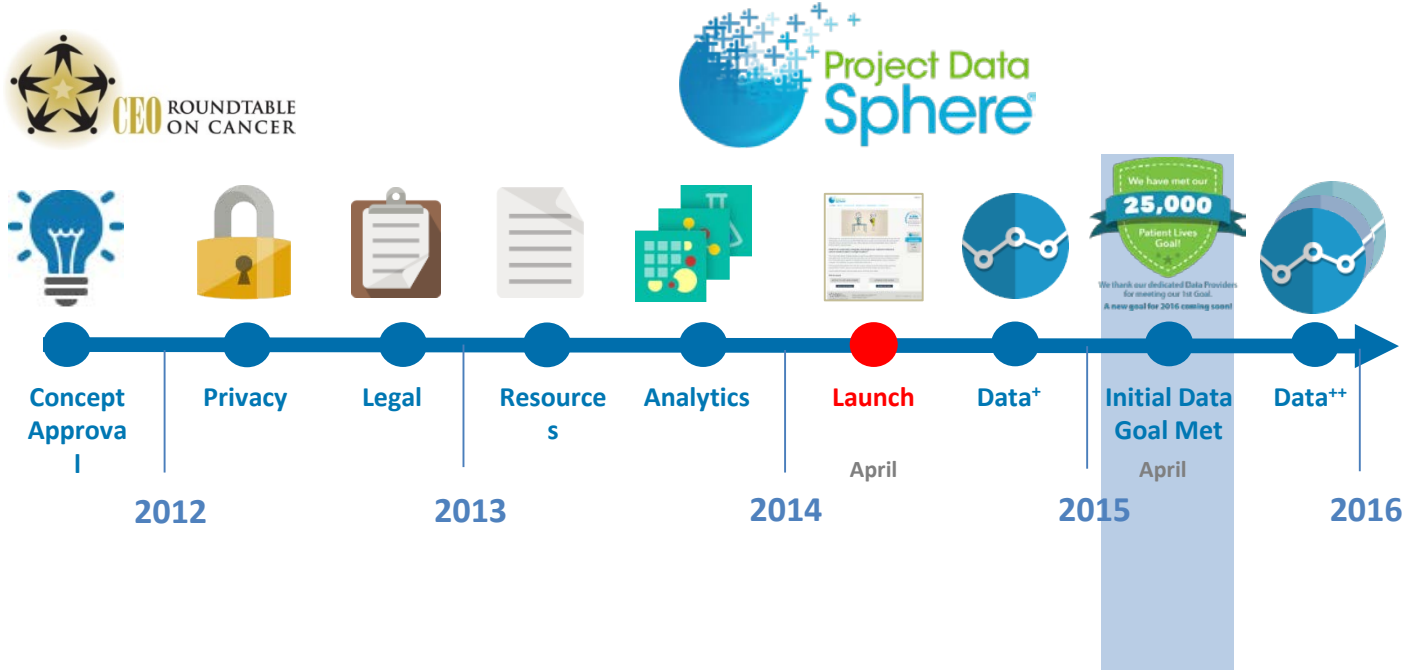 CEO ROUNDTABLE
ON CANCER
Project Data
Sphere®
We have met our
25,000
Patient Lives
Goal!
We thank our dedicated Data Providers
for meeting our 1st Goal.
A new goal for 2016 coming soon!
Concept
Approva
l
Privacy
Legal
Resource
s
Analytics
Launch
April
Data+
Initial Data
Goal Met
April
Data++
2012
2013
2014
2015
2016